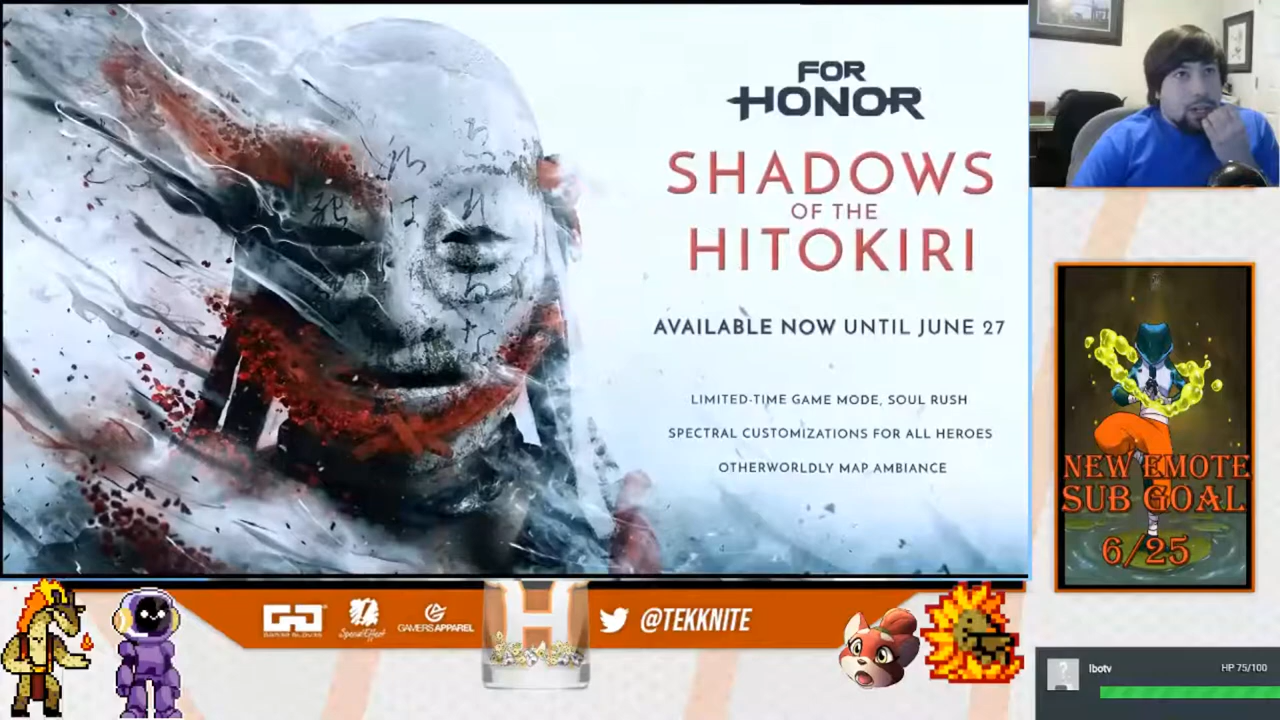 FOR
HONOR
SHADOWS
OF THE
HITOKIRI
AVAILABLE NOW UNTIL JUNE 27
LIMITED-TIME GAME MODE, SOUL RUSH
SPECTRAL CUSTOMIZATIONS FOR ALL HEROES
OTHERWORLDLY MAP AMBIANCE
NEW EMOTE
SUB GOAL
6/25
SpecialEffect
GAMERS APPAREL
H
@TEKKNITE
lbotv
HP 75/100